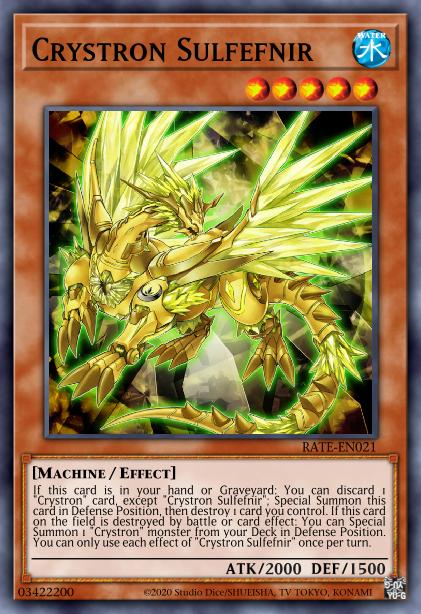 Crystron Sulfefnir
WATER
水
RATE-EN021
[Machine / Effect]
If this card is in your hand or Graveyard: You can discard 1
"Crystron" card, except "Crystron Sulfefnir"; Special Summon this
card in Defense Position, then destroy 1 card you control. If this card
on the field is destroyed by battle or card effect: You can Special
Summon 1 "Crystron" monster from your Deck in Defense Position.
You can only use each effect of "Crystron Sulfefnir" once per turn.
ATK/2000 DEF/1500
03422200
©2020 Studio Dice/SHUEISHA, TV TOKYO, KONAMI